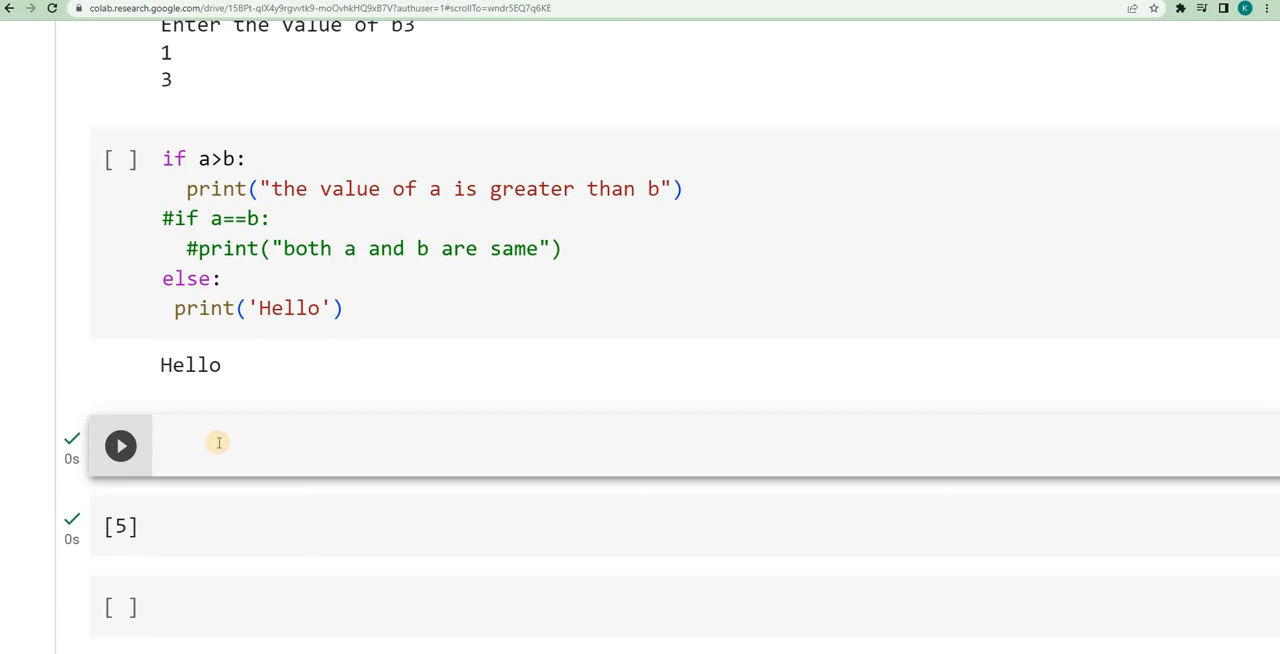 colab.research.google.com/drive/15BPt-qIX4y9rgvvtk9-moOvhkHQ9xB7V?authuser=1#scrollTo=wndr5EQ7q6KE
K
Enter the value of b3
1
3
[ ] if a>b:
print("the value of a is greater than b")
#if a==b:
#print("both a and b are same")
else:
print('Hello')
Hello
0s
[5]
0s
[ ]